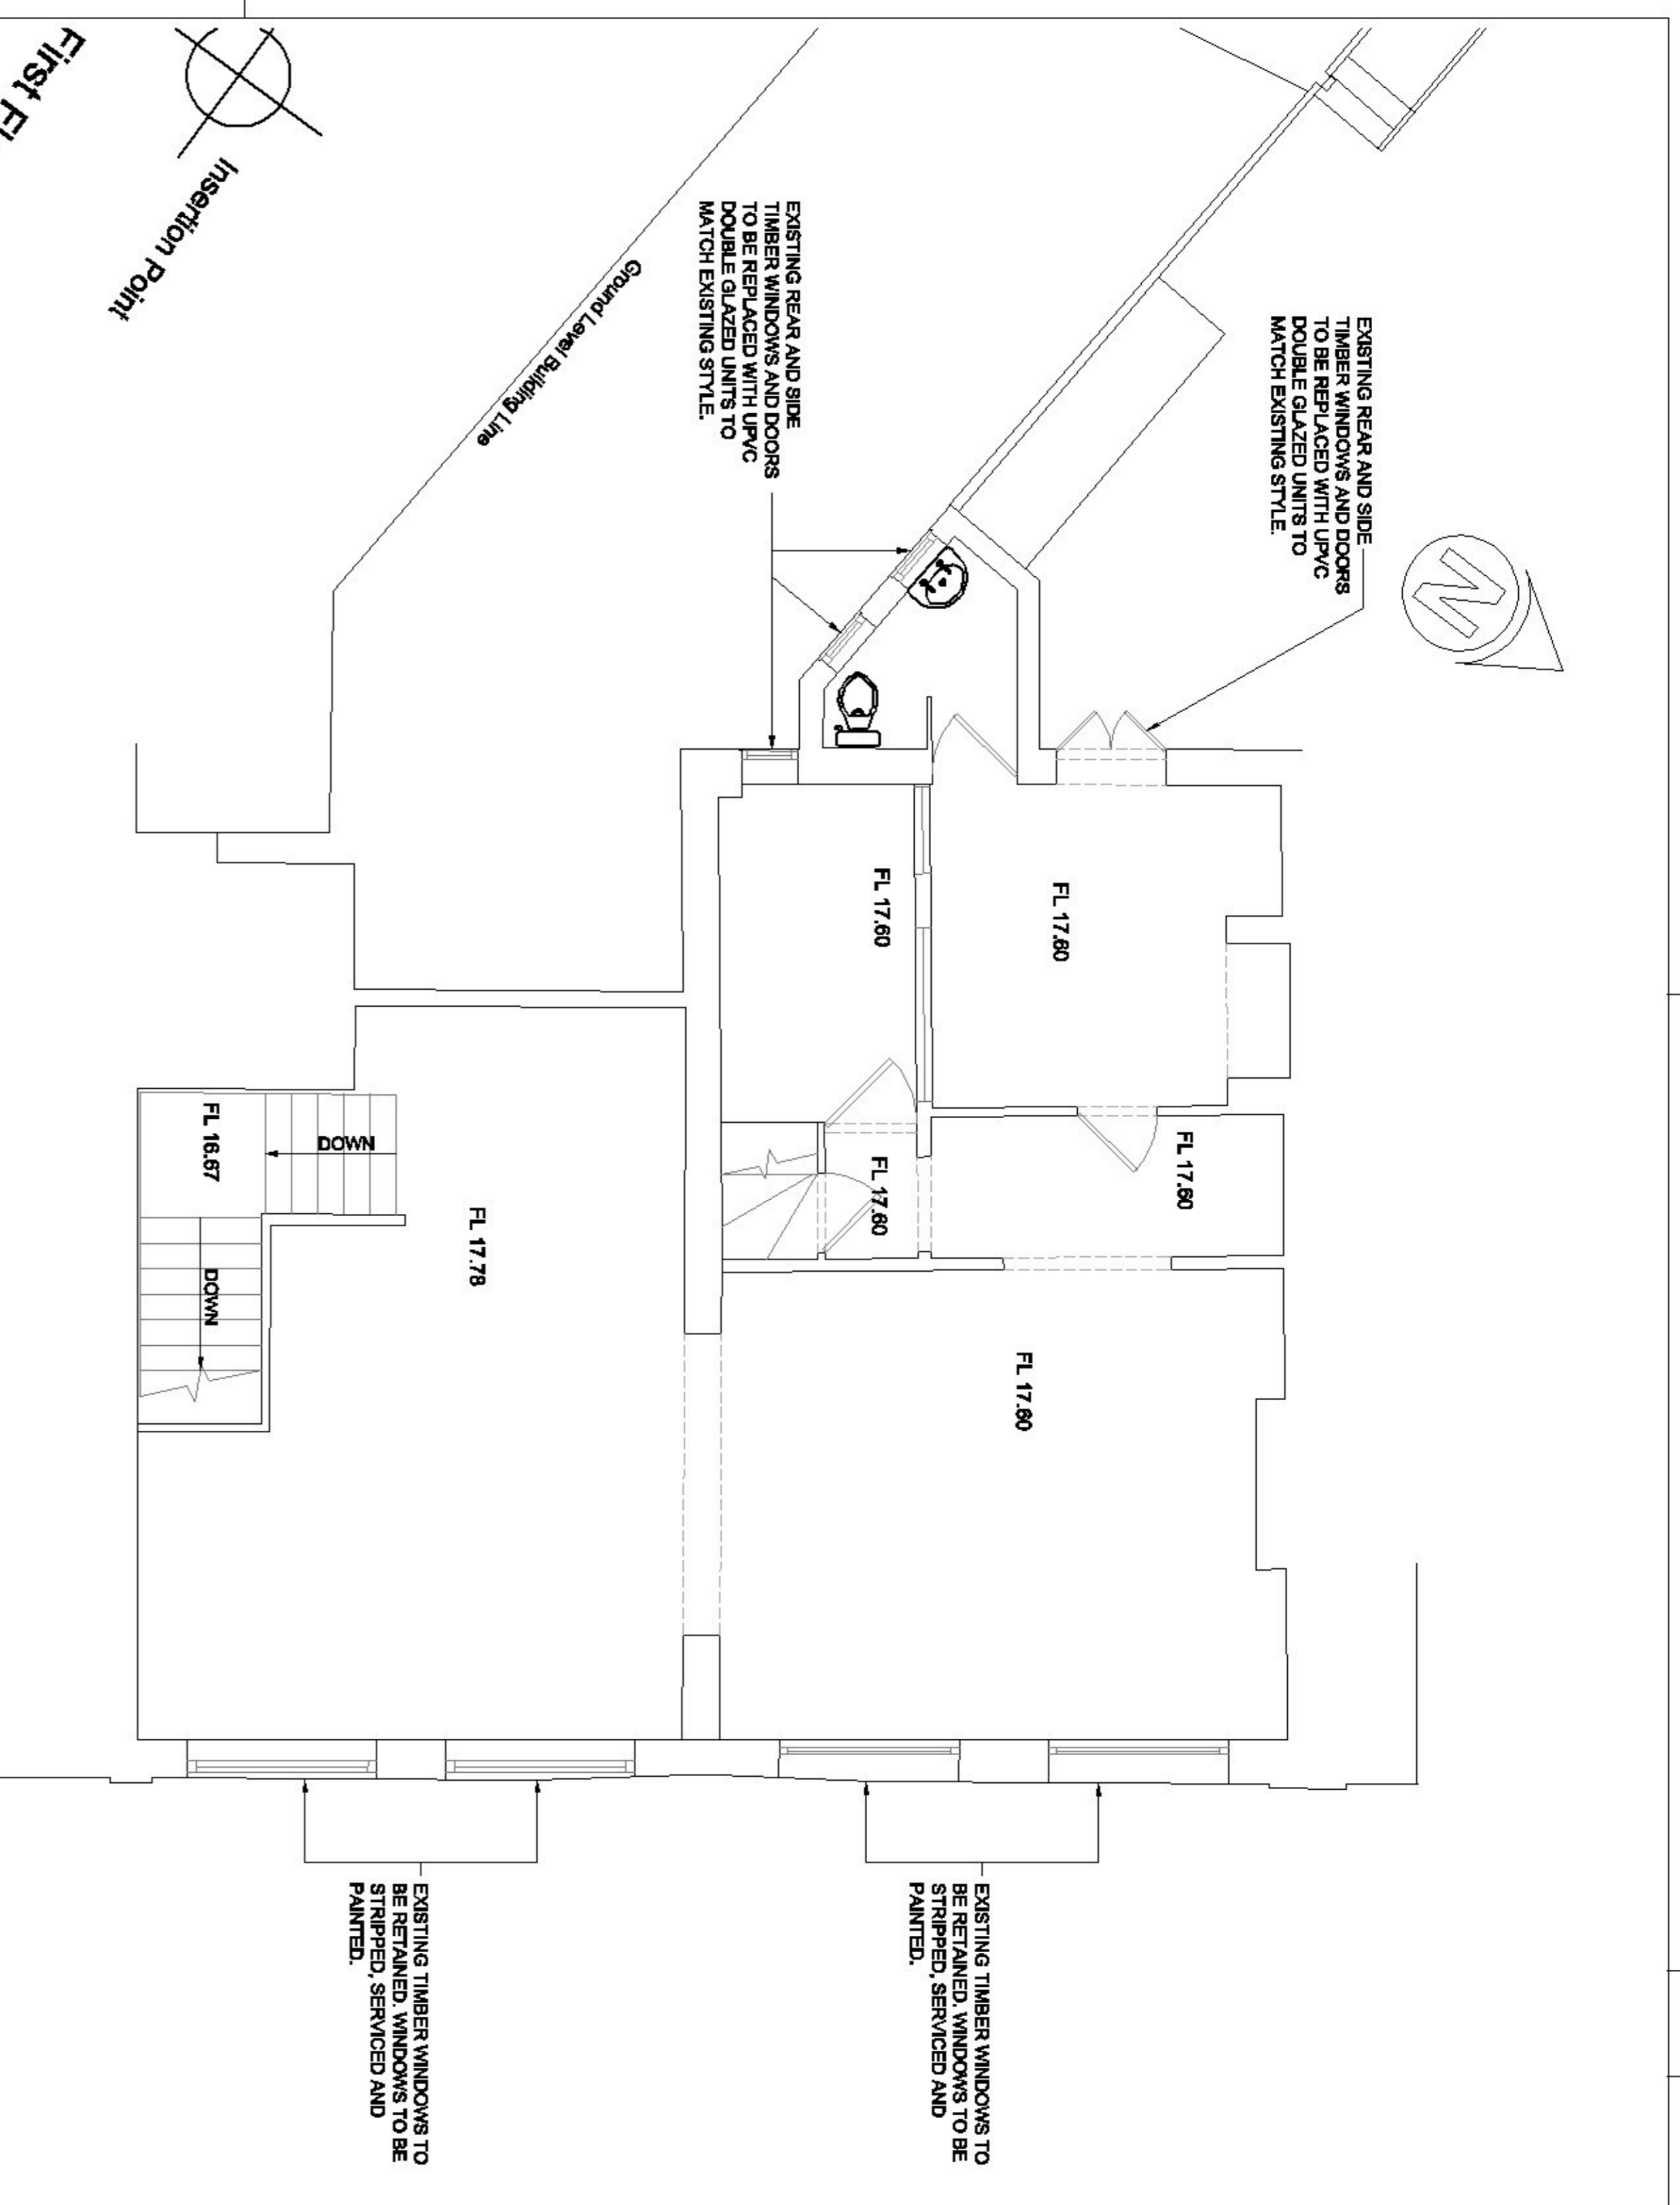 EXISTING REAR AND SIDE
TIMBER WINDOWS AND DOORS
TO BE REPLACED WITH UPVC
DOUBLE GLAZED UNITS TO
MATCH EXISTING STYLE.
N
EXISTING REAR AND SIDE
TIMBER WINDOWS AND DOORS
TO BE REPLACED WITH UPVC
DOUBLE GLAZED UNITS TO
MATCH EXISTING STYLE.
Ground Level Building Line
Insertion Point
First Fl
FL 17.60
FL 17.60
FL 17.60
FL 17.60
FL 17.60
FL 17.78
FL 16.67
DOWN
DOWN
EXISTING TIMBER WINDOWS TO
BE RETAINED. WINDOWS TO BE
STRIPPED, SERVICED AND
PAINTED.
EXISTING TIMBER WINDOWS TO
BE RETAINED. WINDOWS TO BE
STRIPPED, SERVICED AND
PAINTED.